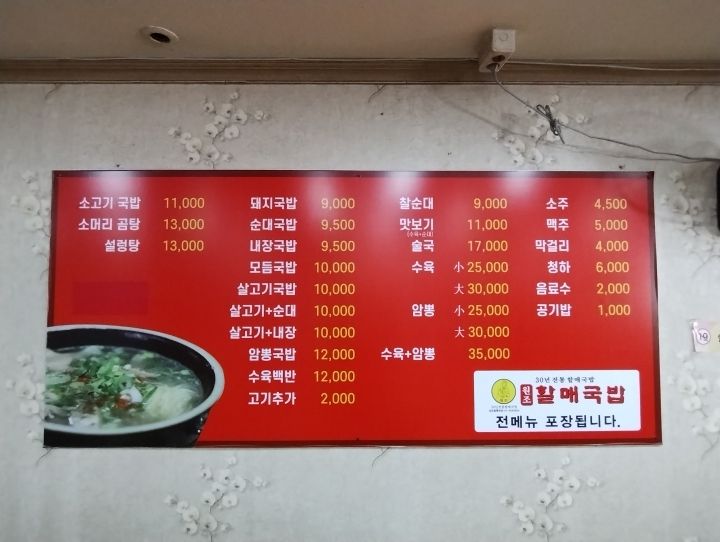 소고기 국밥 11,000
소머리 곰탕 13,000
설렁탕 13,000
돼지국밥 9,000
순대국밥 9,500
내장국밥 9,500
모듬국밥 10,000
살고기국밥 10,000
살고기+순대 10,000
살고기+내장 10,000
암뽕국밥 12,000
수육백반 12,000
고기추가 2,000
찰순대 9,000
맛보기 11,000
(수육+순대)
술국 17,000
수육 小 25,000
大 30,000
암뽕 小 25,000
大 30,000
수육+암뽕 35,000
소주 4,500
맥주 5,000
막걸리 4,000
청하 6,000
음료수 2,000
공기밥 1,000
30년 전통 할매국밥
원조 할매국밥
전메뉴 포장됩니다.